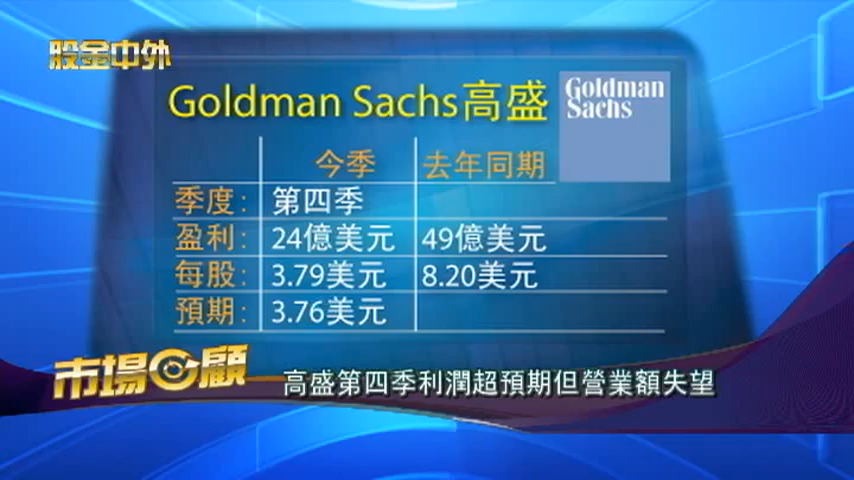 股金中外
Goldman Sachs高盛
Goldman
Sachs
今季 去年同期
季度: 第四季
盈利: 24億美元 49億美元
每股: 3.79美元 8.20美元
預期: 3.76美元
市場回顧
高盛第四季利潤超預期但營業額失望